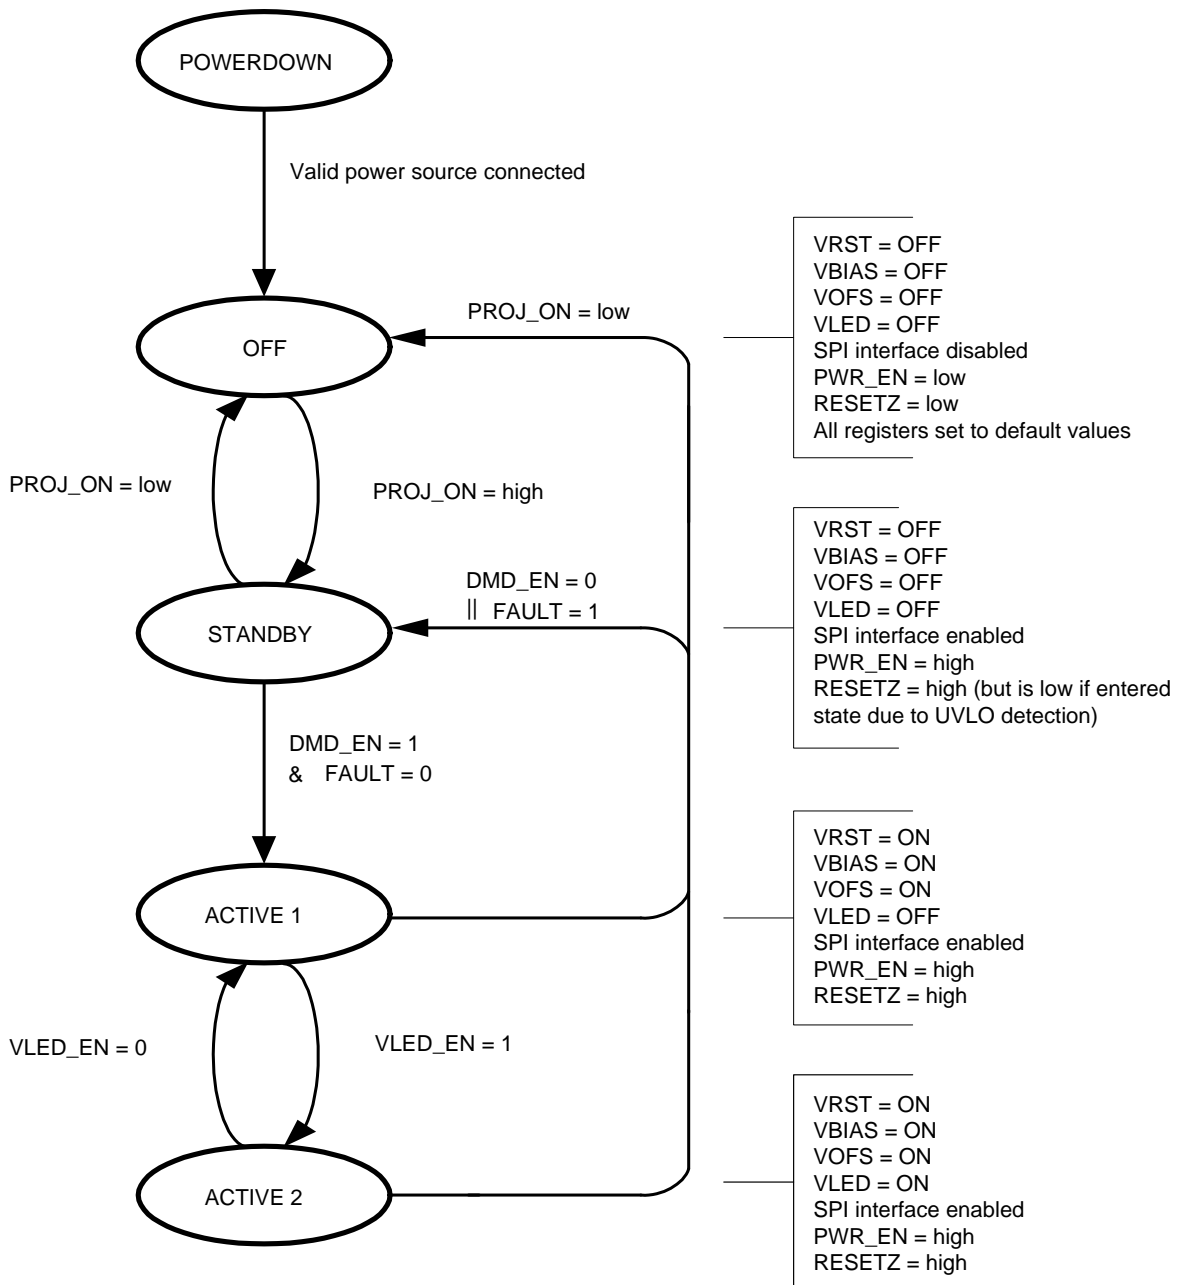 POWERDOWN
Valid power source connected
OFF
PROJ_ON = low
VRST = OFF
VBIAS = OFF
VOFS = OFF
VLED = OFF
SPI interface disabled
PWR_EN = low
RESETZ = low
All registers set to default values
PROJ_ON = low
PROJ_ON = high
STANDBY
DMD_EN = 0
|| FAULT = 1
VRST = OFF
VBIAS = OFF
VOFS = OFF
VLED = OFF
SPI interface enabled
PWR_EN = high
RESETZ = high (but is low if entered
state due to UVLO detection)
DMD_EN = 1
& FAULT = 0
ACTIVE 1
VRST = ON
VBIAS = ON
VOFS = ON
VLED = OFF
SPI interface enabled
PWR_EN = high
RESETZ = high
VLED_EN = 0
VLED_EN = 1
ACTIVE 2
VRST = ON
VBIAS = ON
VOFS = ON
VLED = ON
SPI interface enabled
PWR_EN = high
RESETZ = high